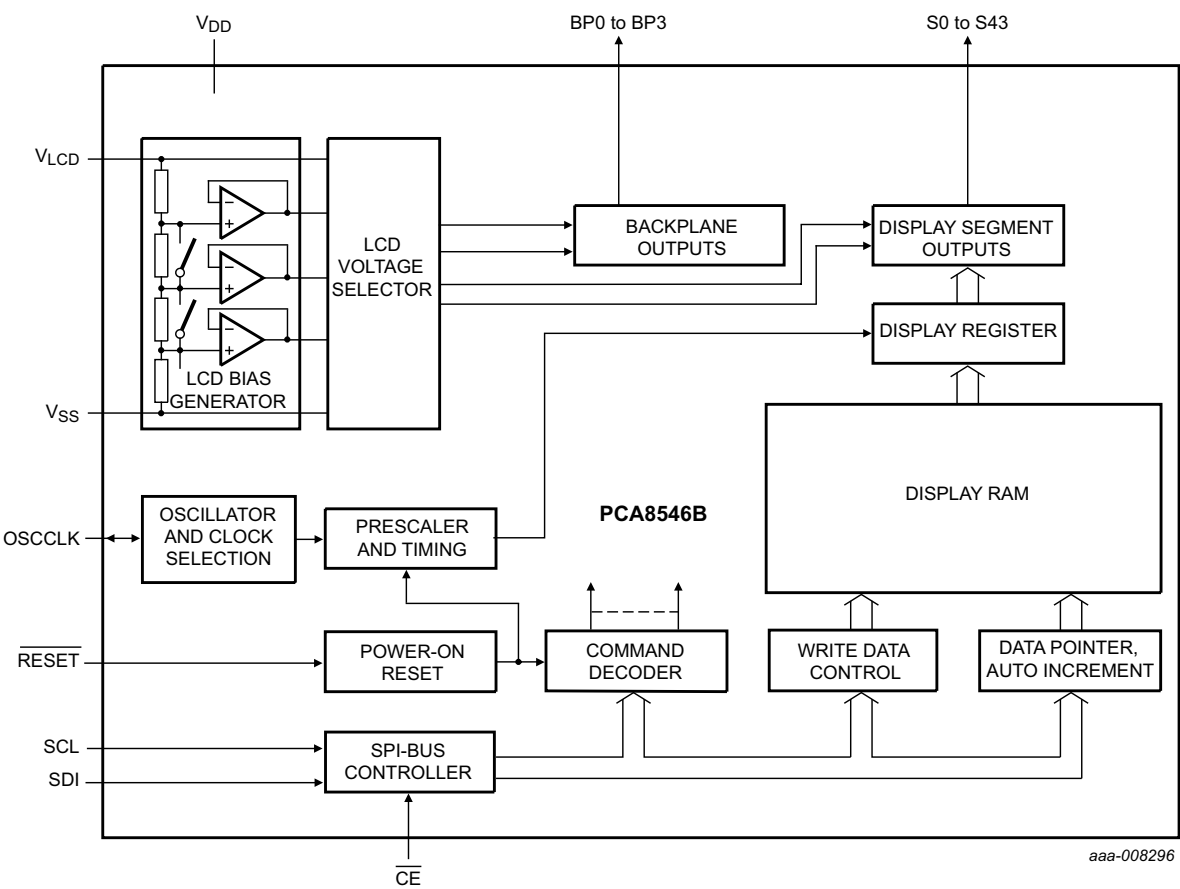 VDD
BP0 to BP3
S0 to S43
VLCD
LCD
VOLTAGE
SELECTOR
BACKPLANE
OUTPUTS
DISPLAY SEGMENT
OUTPUTS
−
+
−
+
−
+
DISPLAY REGISTER
LCD BIAS
GENERATOR
VSS
DISPLAY RAM
OSCCLK
OSCILLATOR
AND CLOCK
SELECTION
PRESCALER
AND TIMING
PCA8546B
RESET
POWER-ON
RESET
COMMAND
DECODER
WRITE DATA
CONTROL
DATA POINTER,
AUTO INCREMENT
SCL
SDI
SPI-BUS
CONTROLLER
CE
aaa-008296